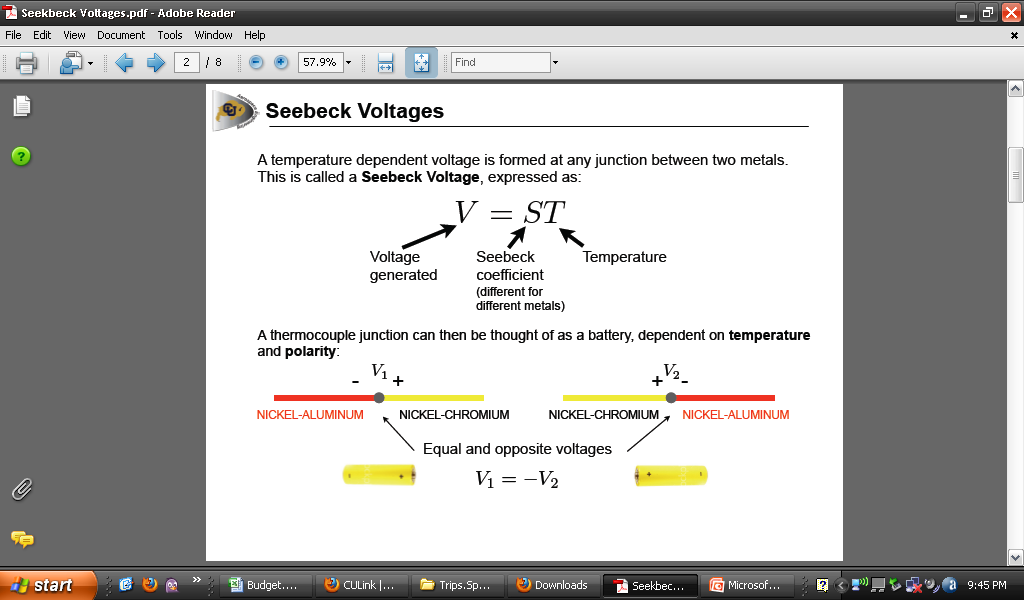 Seekbeck Voltages.pdf - Adobe Reader
File Edit View Document Tools Window Help
2 / 8 57.9% Find
Seebeck Voltages
A temperature dependent voltage is formed at any junction between two metals.
This is called a Seebeck Voltage, expressed as:
V = ST
Voltage
generated
Seebeck
coefficient
(different for
different metals)
Temperature
A thermocouple junction can then be thought of as a battery, dependent on temperature
and polarity:
- V1 +
+ V2 -
NICKEL-ALUMINUM NICKEL-CHROMIUM NICKEL-CHROMIUM NICKEL-ALUMINUM
Equal and opposite voltages
V1 = −V2
start Budget.... CULink |... Trips.Sp... Downloads Seekbec... Microsof... 9:45 PM